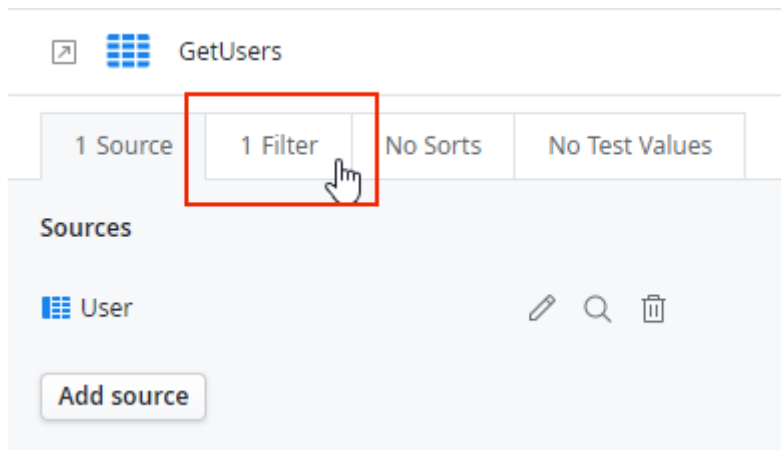 GetUsers
1 Source 1 Filter No Sorts No Test Values
Sources
User
Add source